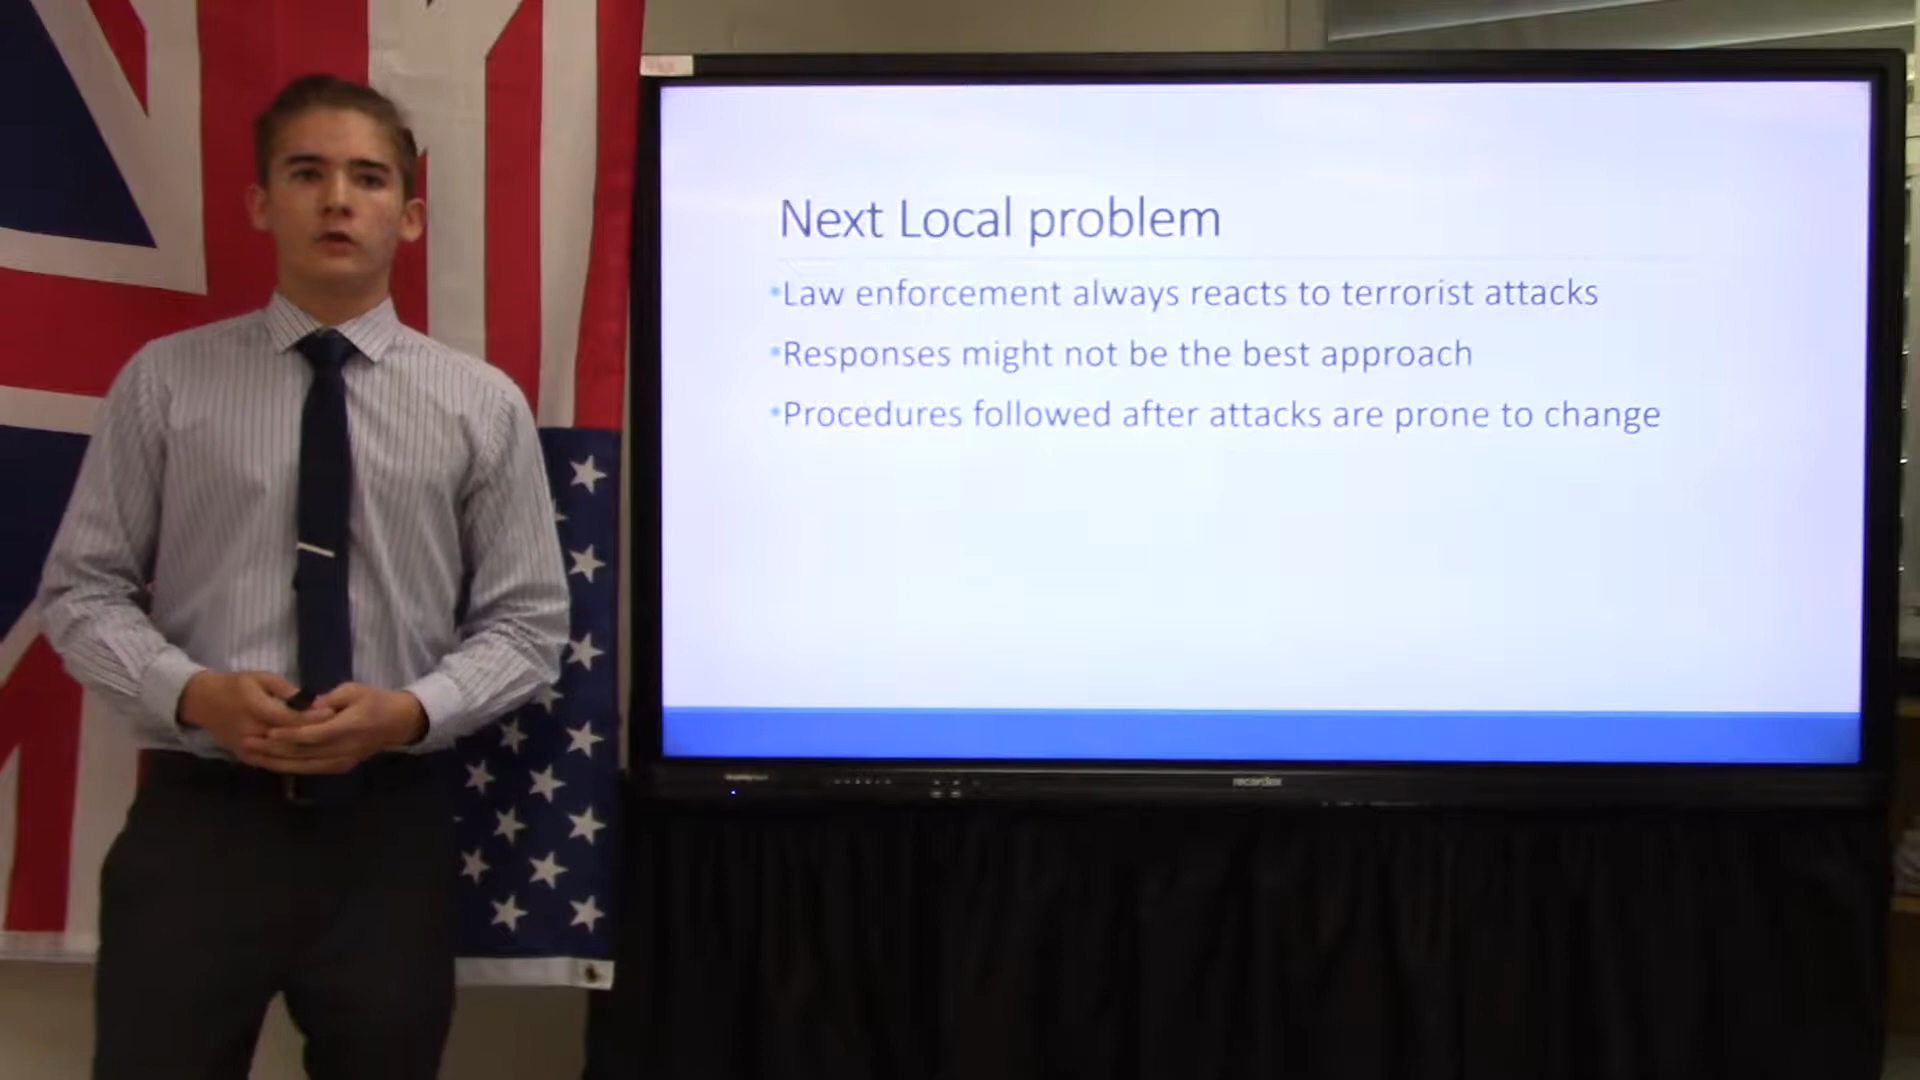 Next Local problem
•Law enforcement always reacts to terrorist attacks
•Responses might not be the best approach
•Procedures followed after attacks are prone to change
recordex